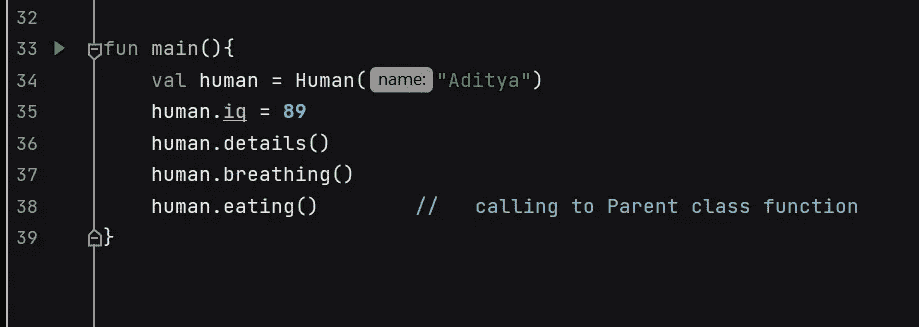 32
33 fun main(){
34 val human = Human( name: "Aditya")
35 human.iq = 89
36 human.details()
37 human.breathing()
38 human.eating() // calling to Parent class function
39 }